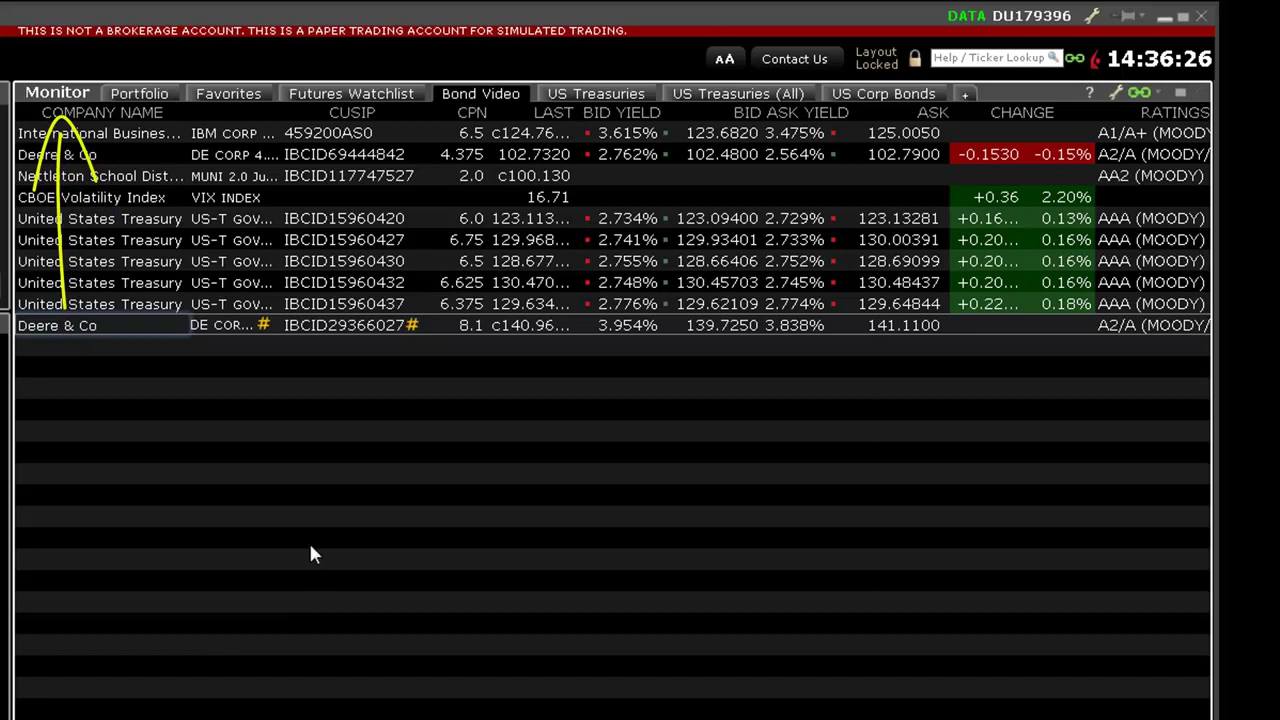 DATA DU179396
THIS IS NOT A BROKERAGE ACCOUNT. THIS IS A PAPER TRADING ACCOUNT FOR SIMULATED TRADING.
AA Contact Us Layout Locked Help / Ticker Lookup 14:36:26
Monitor Portfolio Favorites Futures Watchlist Bond Video US Treasuries US Treasuries (All) US Corp Bonds + ?
COMPANY NAME CUSIP CPN LAST BID YIELD BID ASK YIELD ASK CHANGE RATINGS
International Busines... IBM CORP ... 459200AS0 6.5 c124.76... 3.615% 123.6820 3.475% 125.0050 A1/A+ (MOODY
Deere & Co DE CORP 4.... IBCID69444842 4.375 102.7320 2.762% 102.4800 2.564% 102.7900 -0.1530 -0.15% A2/A (MOODY/
Nettleton School Dist... MUNI 2.0 Ju... IBCID117747527 2.0 c100.130 AA2 (MOODY)
CBOE Volatility Index VIX INDEX 16.71 +0.36 2.20%
United States Treasury US-T GOV... IBCID15960420 6.0 123.113... 2.734% 123.09400 2.729% 123.13281 +0.16... 0.13% AAA (MOODY)
United States Treasury US-T GOV... IBCID15960427 6.75 129.968... 2.741% 129.93401 2.733% 130.00391 +0.20... 0.16% AAA (MOODY)
United States Treasury US-T GOV... IBCID15960430 6.5 128.677... 2.755% 128.66406 2.752% 128.69099 +0.20... 0.16% AAA (MOODY)
United States Treasury US-T GOV... IBCID15960432 6.625 130.470... 2.748% 130.45703 2.745% 130.48437 +0.20... 0.16% AAA (MOODY)
United States Treasury US-T GOV... IBCID15960437 6.375 129.634... 2.776% 129.62109 2.774% 129.64844 +0.22... 0.18% AAA (MOODY)
Deere & Co DE COR... # IBCID29366027# 8.1 c140.96... 3.954% 139.7250 3.838% 141.1100 A2/A (MOODY/